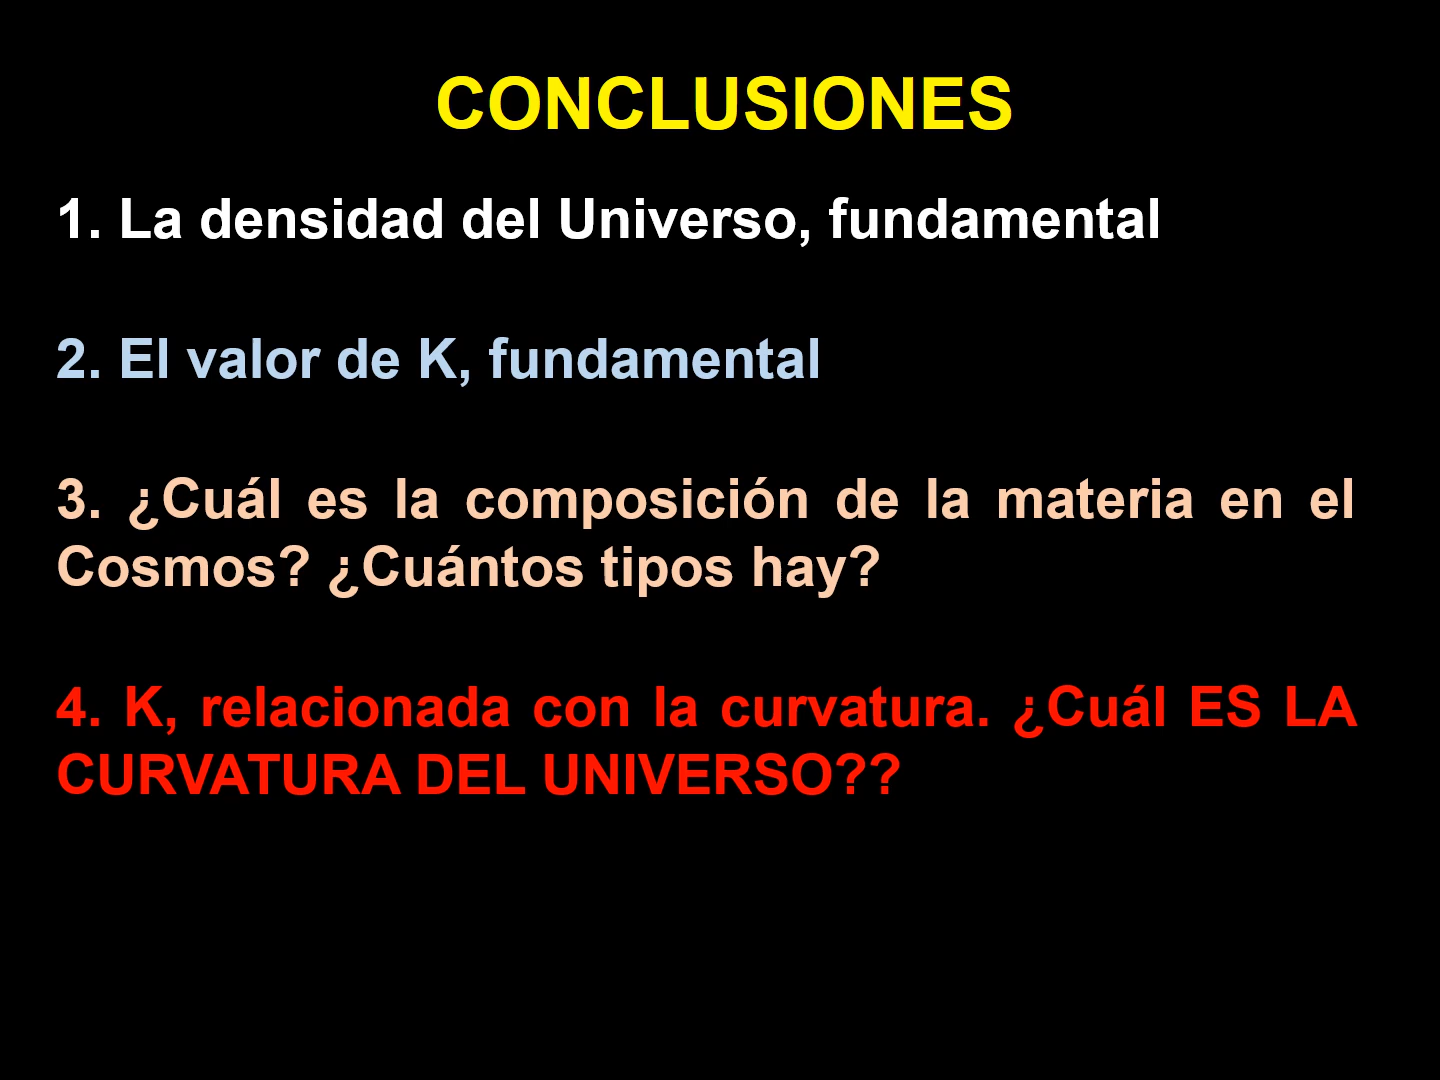 CONCLUSIONES
1. La densidad del Universo, fundamental
2. El valor de K, fundamental
3. ¿Cuál es la composición de la materia en el
Cosmos? ¿Cuántos tipos hay?
4. K, relacionada con la curvatura. ¿Cuál ES LA
CURVATURA DEL UNIVERSO??